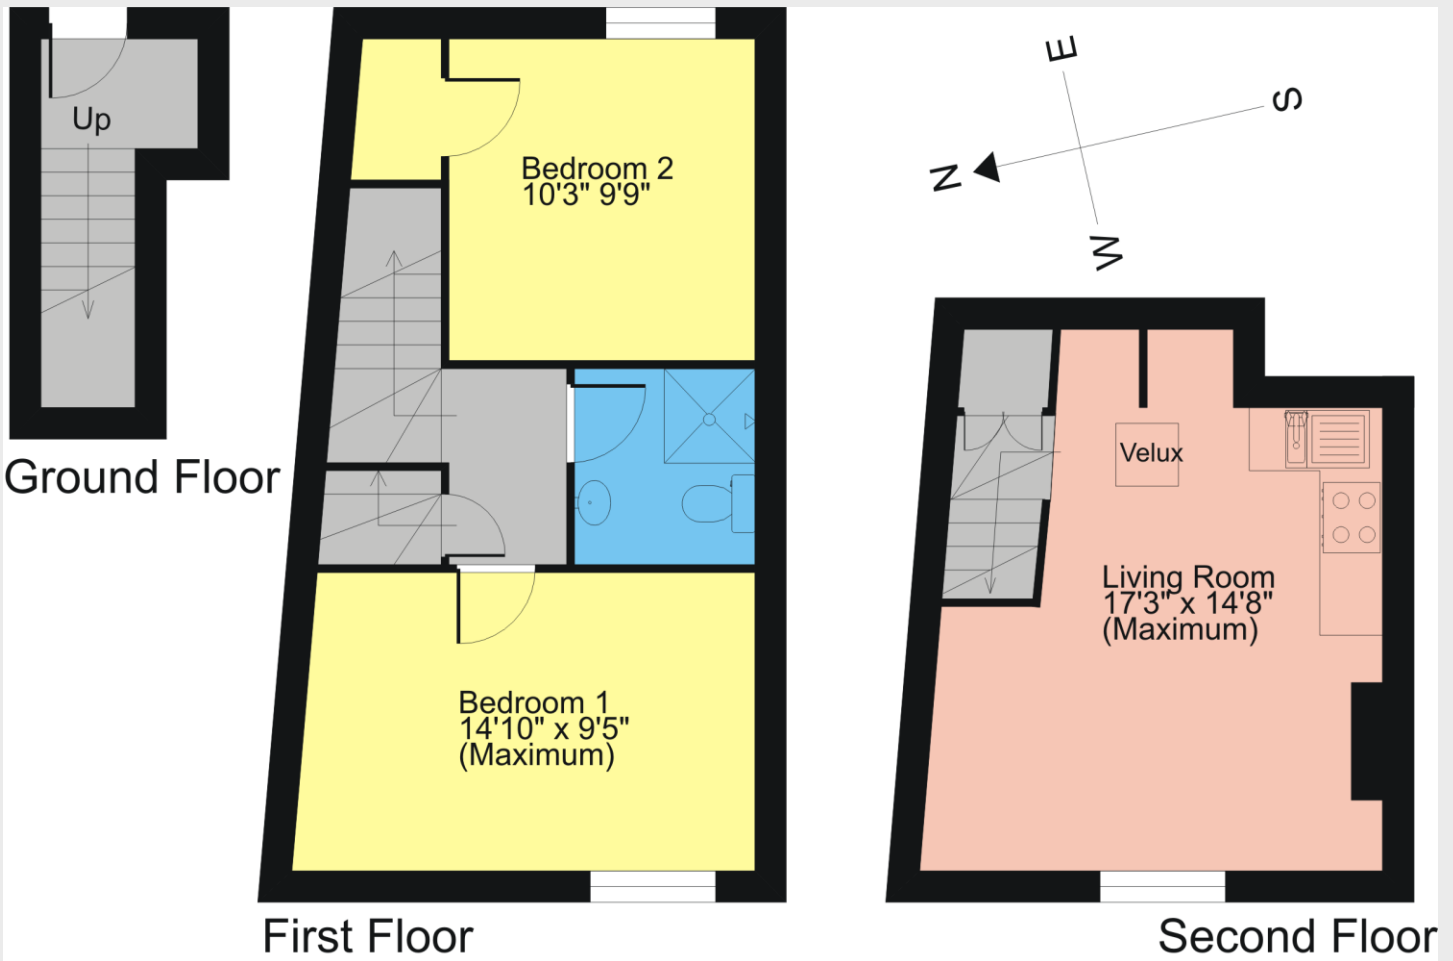 Up
Ground Floor
Bedroom 2
10'3" 9'9"
Bedroom 1
14'10" x 9'5"
(Maximum)
First Floor
E
S
N
W
Velux
Living Room
17'3" x 14'8"
(Maximum)
Second Floor